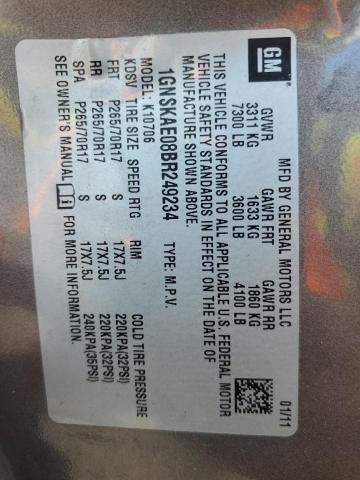 GM
MFD BY GENERAL MOTORS LLC 01/11
GVWR GAWR FRT GAWR RR
3311 KG 1633 KG 1860 KG
7300 LB 3600 LB 4100 LB
THIS VEHICLE CONFORMS TO ALL APPLICABLE U.S. FEDERAL MOTOR
VEHICLE SAFETY STANDARDS IN EFFECT ON THE DATE OF
MANUFACTURE SHOWN ABOVE.
1GNSKAE08BR249234 TYPE: M.P.V.
MODEL: K10706
KDSV TIRE SIZE SPEED RTG RIM COLD TIRE PRESSURE
FRT P265/70R17 S 17X7.5J 220KPA(32PSI)
RR P265/70R17 S 17X7.5J 220KPA(32PSI)
SPA P265/70R17 S 17X7.5J 240KPA(35PSI)
SEE OWNER'S MANUAL i FOR MORE INFORMATION.